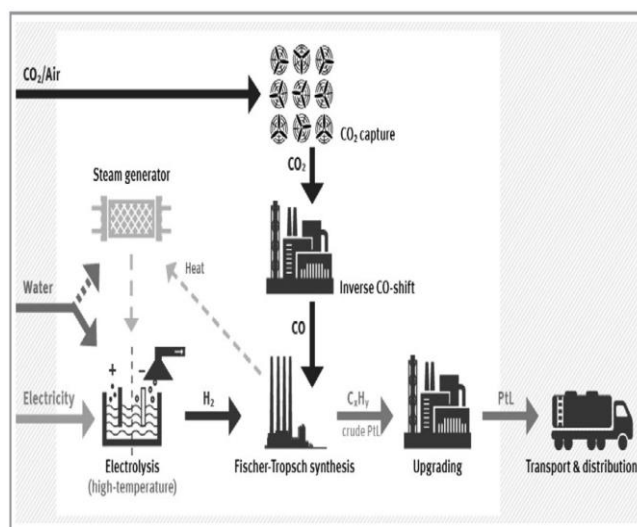 CO₂/Air
CO₂ capture
CO₂
Steam generator
Heat
Inverse CO-shift
Water
CO
+
−
Electricity
H₂
CₓHᵧ
crude PtL
PtL
Electrolysis
(high-temperature)
Fischer-Tropsch synthesis
Upgrading
Transport & distribution